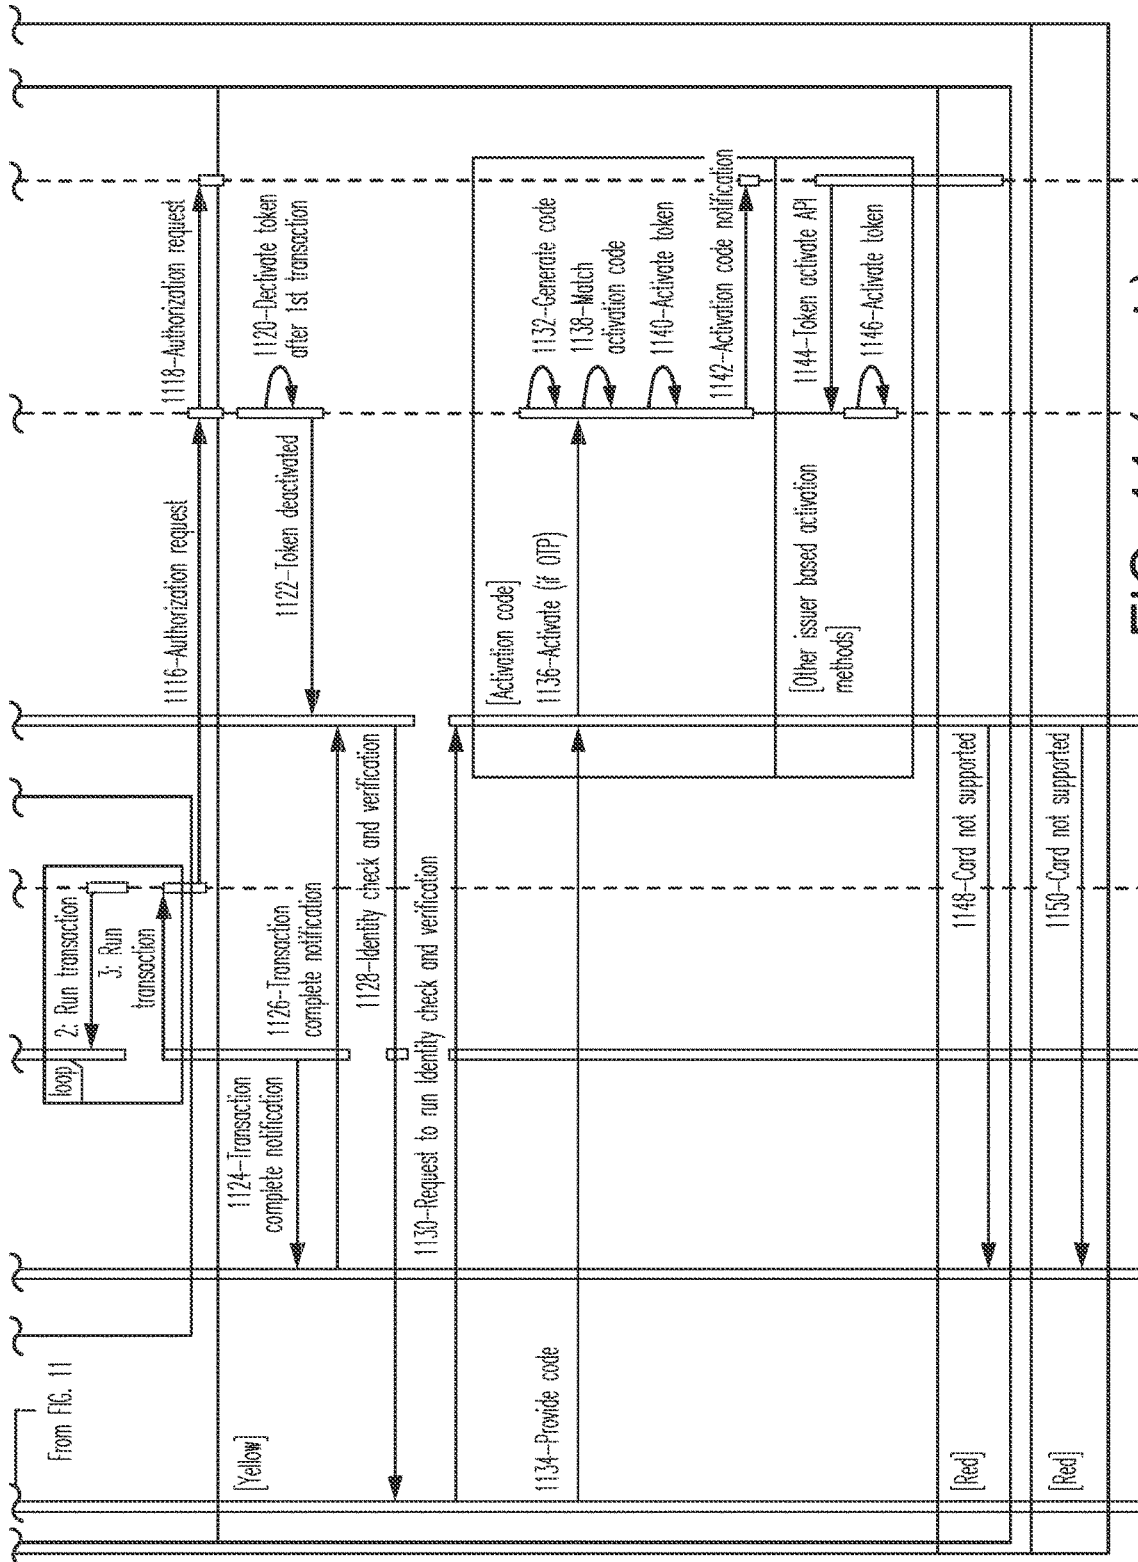 From FIG. 11
loop
2: Run transaction
3: Run
transaction
1116-Authorization request
1118-Authorization request
[Yellow]
1120-Dectivate token
after 1st transaction
1122-Token deactivated
1124-Transaction
complete notification
1126-Transaction
complete notification
1128-Identity check and verification
1130-Request to run Identity check and verification
[Activation code]
1132-Generate code
1134-Provide code
1136-Activate (if OTP)
1138-Match
activation code
1140-Activate token
1142-Activation code notification
[Other issuer based activation
methods]
1144-Token activate API
1146-Activate token
[Red]
1148-Card not supported
[Red]
1150-Card not supported